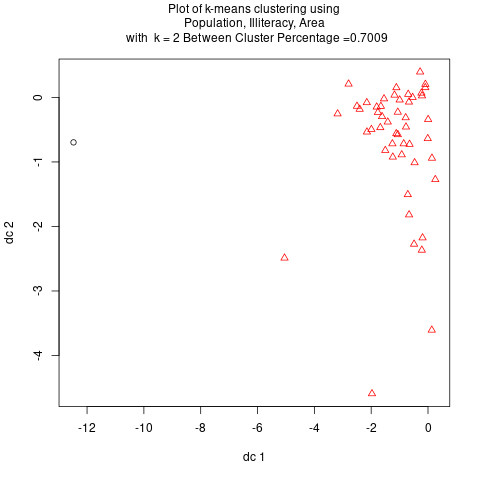 Plot of k-means clustering using
Population, Illiteracy, Area
with  k = 2 Between Cluster Percentage =0.7009
0
-1
-2
-3
-4
dc 2
-12
-10
-8
-6
-4
-2
0
dc 1